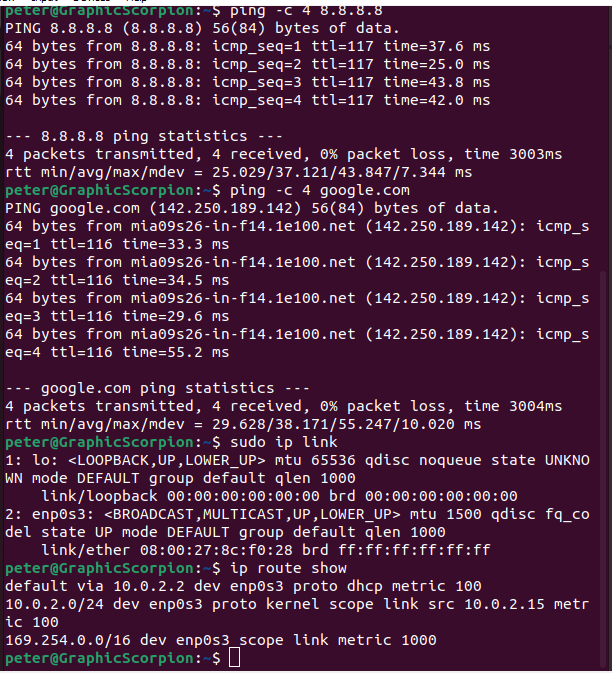 peter@GraphicScorpion:~$ ping -c 4 8.8.8.8
PING 8.8.8.8 (8.8.8.8) 56(84) bytes of data.
64 bytes from 8.8.8.8: icmp_seq=1 ttl=117 time=37.6 ms
64 bytes from 8.8.8.8: icmp_seq=2 ttl=117 time=25.0 ms
64 bytes from 8.8.8.8: icmp_seq=3 ttl=117 time=43.8 ms
64 bytes from 8.8.8.8: icmp_seq=4 ttl=117 time=42.0 ms
--- 8.8.8.8 ping statistics ---
4 packets transmitted, 4 received, 0% packet loss, time 3003ms
rtt min/avg/max/mdev = 25.029/37.121/43.847/7.344 ms
peter@GraphicScorpion:~$ ping -c 4 google.com
PING google.com (142.250.189.142) 56(84) bytes of data.
64 bytes from mia09s26-in-f14.1e100.net (142.250.189.142): icmp_s
eq=1 ttl=116 time=33.3 ms
64 bytes from mia09s26-in-f14.1e100.net (142.250.189.142): icmp_s
eq=2 ttl=116 time=34.5 ms
64 bytes from mia09s26-in-f14.1e100.net (142.250.189.142): icmp_s
eq=3 ttl=116 time=29.6 ms
64 bytes from mia09s26-in-f14.1e100.net (142.250.189.142): icmp_s
eq=4 ttl=116 time=55.2 ms
--- google.com ping statistics ---
4 packets transmitted, 4 received, 0% packet loss, time 3004ms
rtt min/avg/max/mdev = 29.628/38.171/55.247/10.020 ms
peter@GraphicScorpion:~$ sudo ip link
1: lo: <LOOPBACK,UP,LOWER_UP> mtu 65536 qdisc noqueue state UNKNO
WN mode DEFAULT group default qlen 1000
link/loopback 00:00:00:00:00:00 brd 00:00:00:00:00:00
2: enp0s3: <BROADCAST,MULTICAST,UP,LOWER_UP> mtu 1500 qdisc fq_co
del state UP mode DEFAULT group default qlen 1000
link/ether 08:00:27:8c:f0:28 brd ff:ff:ff:ff:ff:ff
peter@GraphicScorpion:~$ ip route show
default via 10.0.2.2 dev enp0s3 proto dhcp metric 100
10.0.2.0/24 dev enp0s3 proto kernel scope link src 10.0.2.15 metr
ic 100
169.254.0.0/16 dev enp0s3 scope link metric 1000
peter@GraphicScorpion:~$